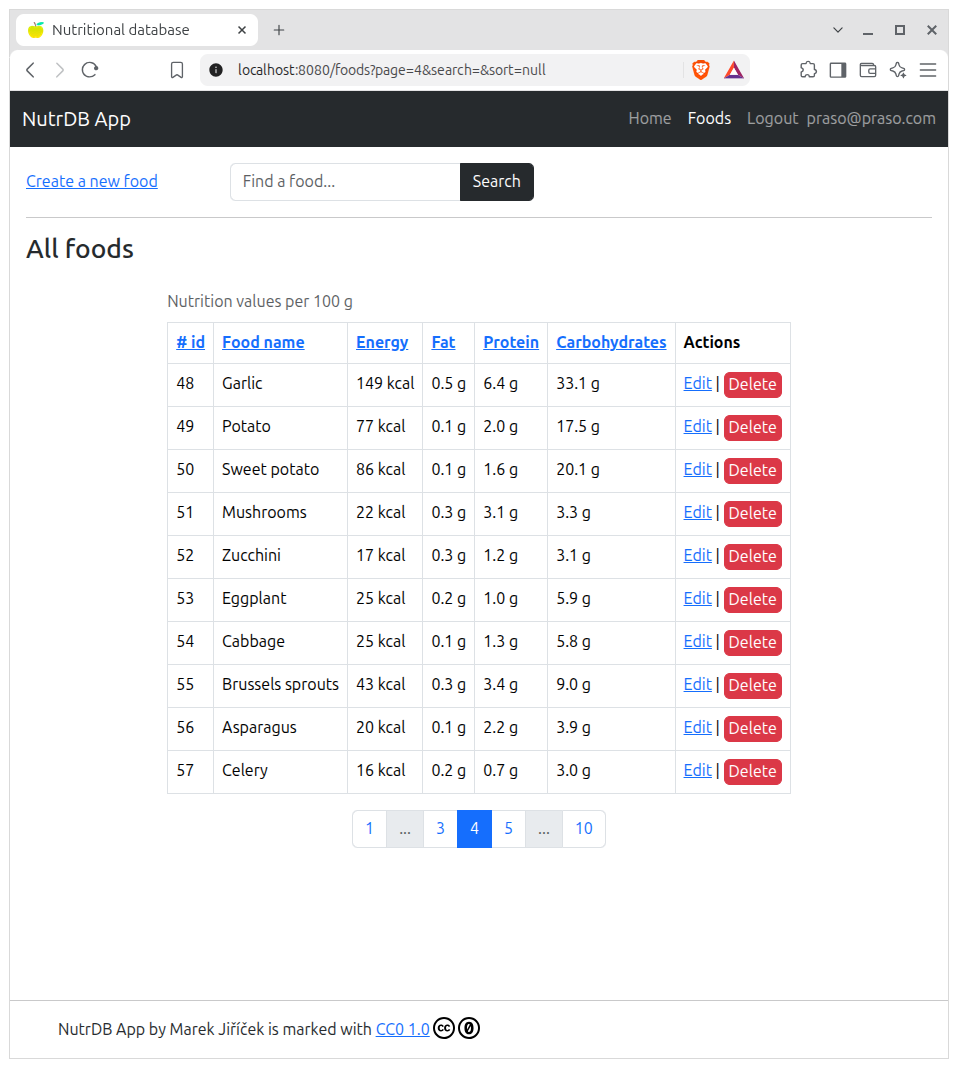 Nutritional database
localhost:8080/foods?page=4&search=&sort=null
NutrDB App Home Foods Logout praso@praso.com
Create a new food Find a food... Search
All foods
Nutrition values per 100 g
# id Food name Energy Fat Protein Carbohydrates Actions
48 Garlic 149 kcal 0.5 g 6.4 g 33.1 g Edit | Delete
49 Potato 77 kcal 0.1 g 2.0 g 17.5 g Edit | Delete
50 Sweet potato 86 kcal 0.1 g 1.6 g 20.1 g Edit | Delete
51 Mushrooms 22 kcal 0.3 g 3.1 g 3.3 g Edit | Delete
52 Zucchini 17 kcal 0.3 g 1.2 g 3.1 g Edit | Delete
53 Eggplant 25 kcal 0.2 g 1.0 g 5.9 g Edit | Delete
54 Cabbage 25 kcal 0.1 g 1.3 g 5.8 g Edit | Delete
55 Brussels sprouts 43 kcal 0.3 g 3.4 g 9.0 g Edit | Delete
56 Asparagus 20 kcal 0.1 g 2.2 g 3.9 g Edit | Delete
57 Celery 16 kcal 0.2 g 0.7 g 3.0 g Edit | Delete
1 ... 3 4 5 ... 10
NutrDB App by Marek Jiříček is marked with CC0 1.0 cc 0